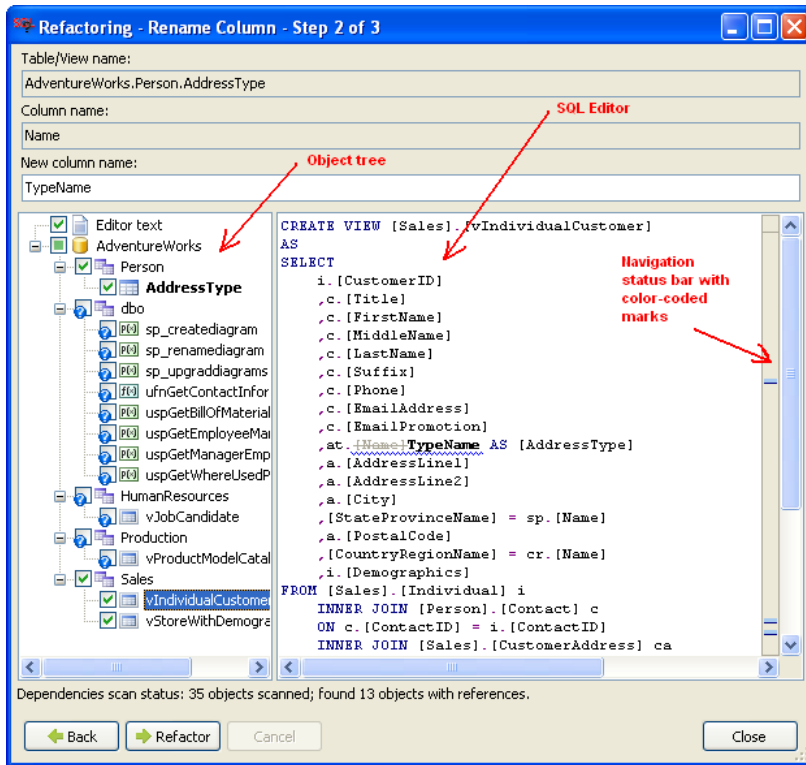 Refactoring - Rename Column - Step 2 of 3
Table/View name:
AdventureWorks.Person.AddressType
Column name:
SQL Editor
Name
New column name:
Object tree
TypeName
Editor text
AdventureWorks
Person
AddressType
dbo
P(x) sp_creatediagram
P(x) sp_renamediagram
P(x) sp_upgraddiagrams
f(x) ufnGetContactInfor
P(x) uspGetBillOfMaterial
P(x) uspGetEmployeeMa
P(x) uspGetManagerEmp
P(x) uspGetWhereUsedP
HumanResources
vJobCandidate
Production
vProductModelCatal
Sales
vIndividualCustomer
vStoreWithDemogra
CREATE VIEW [Sales].[vIndividualCustomer]
AS
SELECT
i.[CustomerID]
,c.[Title]
,c.[FirstName]
,c.[MiddleName]
,c.[LastName]
,c.[Suffix]
,c.[Phone]
,c.[EmailAddress]
,c.[EmailPromotion]
,at.[Name]TypeName AS [AddressType]
,a.[AddressLine1]
,a.[AddressLine2]
,a.[City]
,[StateProvinceName] = sp.[Name]
,a.[PostalCode]
,[CountryRegionName] = cr.[Name]
,i.[Demographics]
FROM [Sales].[Individual] i
INNER JOIN [Person].[Contact] c
ON c.[ContactID] = i.[ContactID]
INNER JOIN [Sales].[CustomerAddress] ca
Navigation
status bar with
color-coded
marks
Dependencies scan status: 35 objects scanned; found 13 objects with references.
Back
Refactor
Cancel
Close